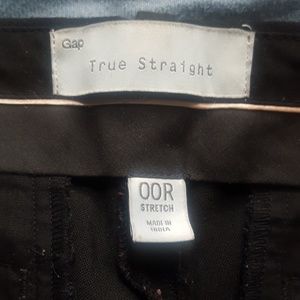 Gap
True Straight
00R
STRETCH
MADE IN
INDIA